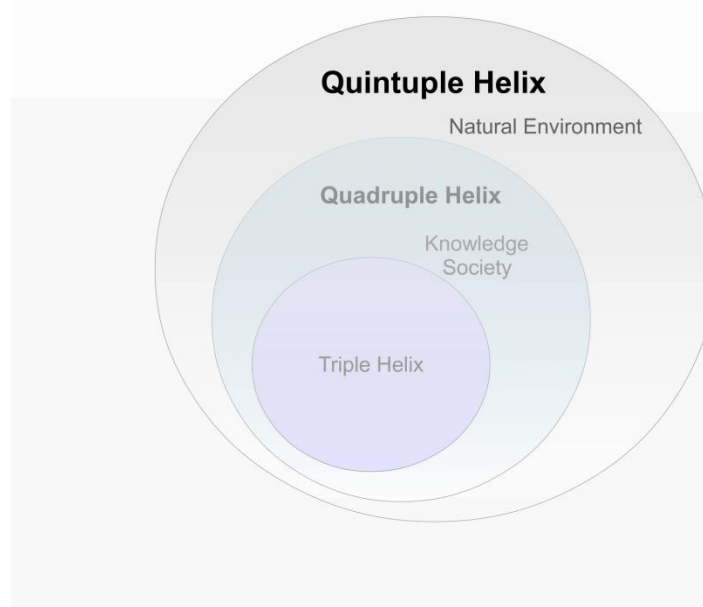 Quintuple Helix
Natural Environment
Quadruple Helix
Knowledge
Society
Triple Helix